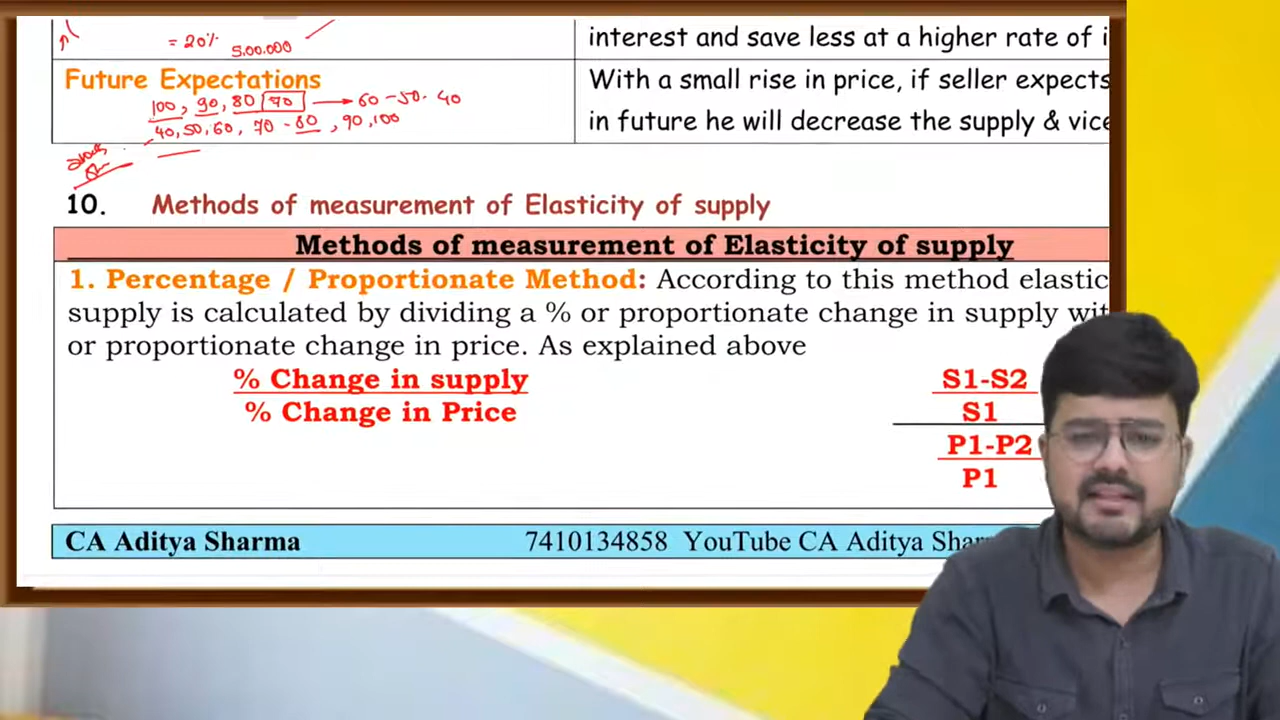 = 20%
5.00.000
interest and save less at a higher rate of i
Future Expectations
With a small rise in price, if seller expects
100, 90, 80 70 → 60 - 50. 40
40, 50, 60, 70 - 80, 90, 100
in future he will decrease the supply & vice
10. Methods of measurement of Elasticity of supply
Methods of measurement of Elasticity of supply
1. Percentage / Proportionate Method: According to this method elastic
supply is calculated by dividing a % or proportionate change in supply wit
or proportionate change in price. As explained above
% Change in supply
% Change in Price
S1-S2
S1
P1-P2
P1
CA Aditya Sharma
7410134858 YouTube CA Aditya Shar